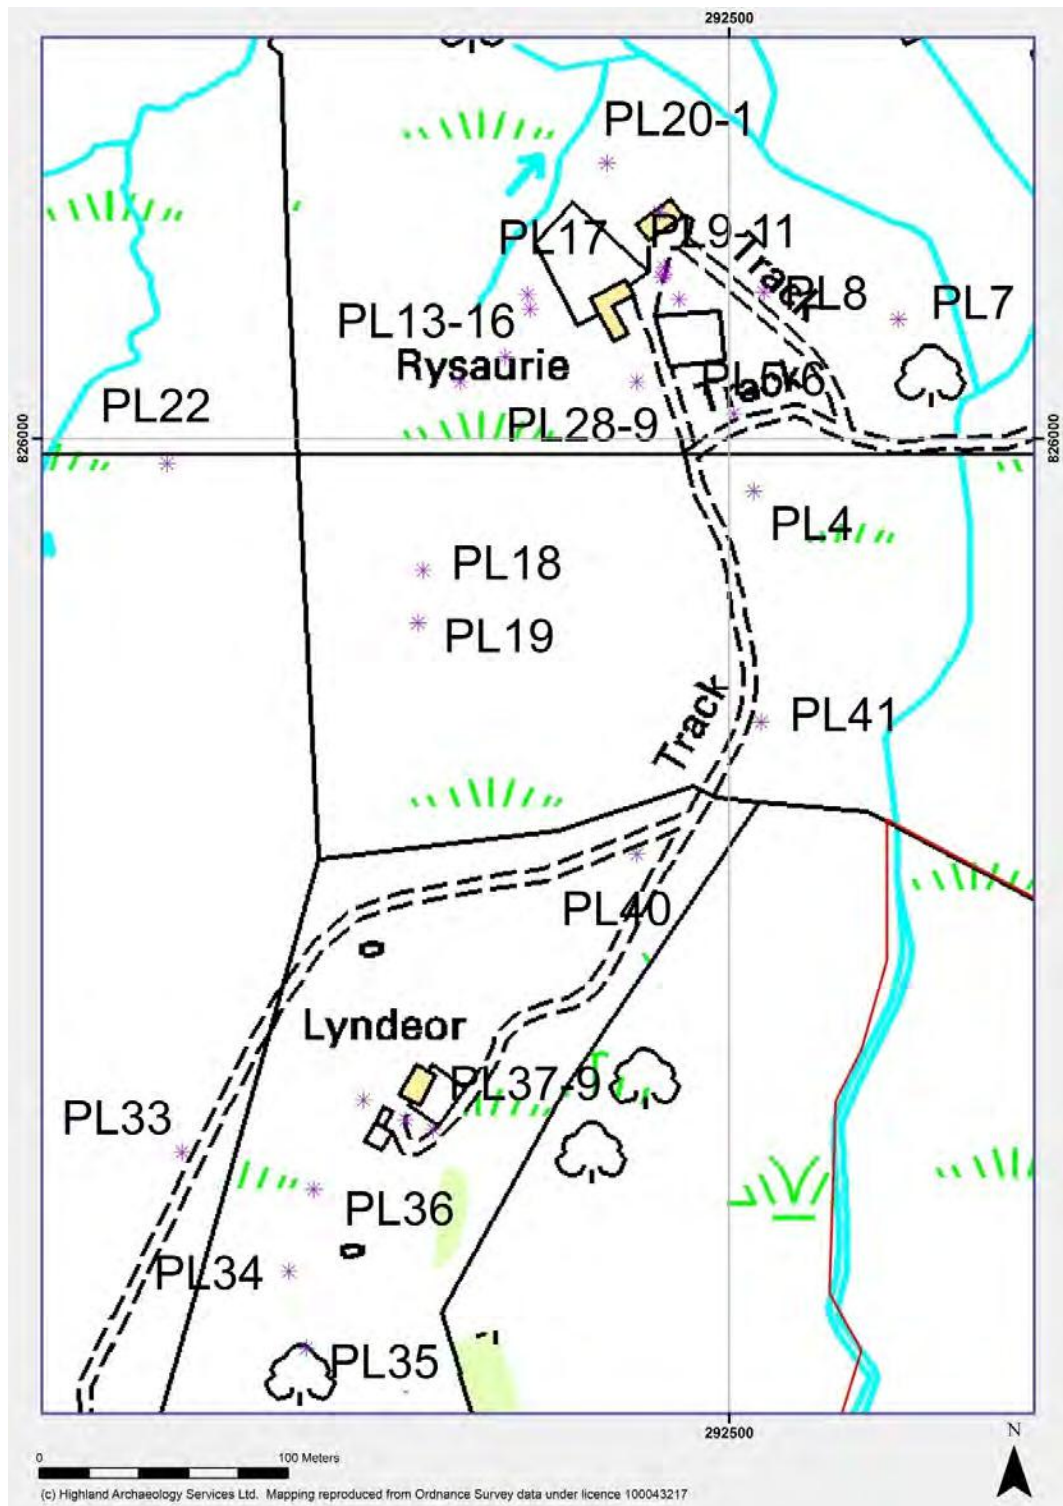 292500
PL20-1
PL17
PL9-11
Track
PL8
PL7
PL13-16
Rysaurie
PL5-6
Track
PL22
PL28-9
826000
826000
PL4
PL18
PL19
Track
PL41
PL40
Lyndeor
PL37-9
PL33
PL36
PL34
PL35
292500
N
0 100 Meters
(c) Highland Archaeology Services Ltd. Mapping reproduced from Ordnance Survey data under licence 100043217